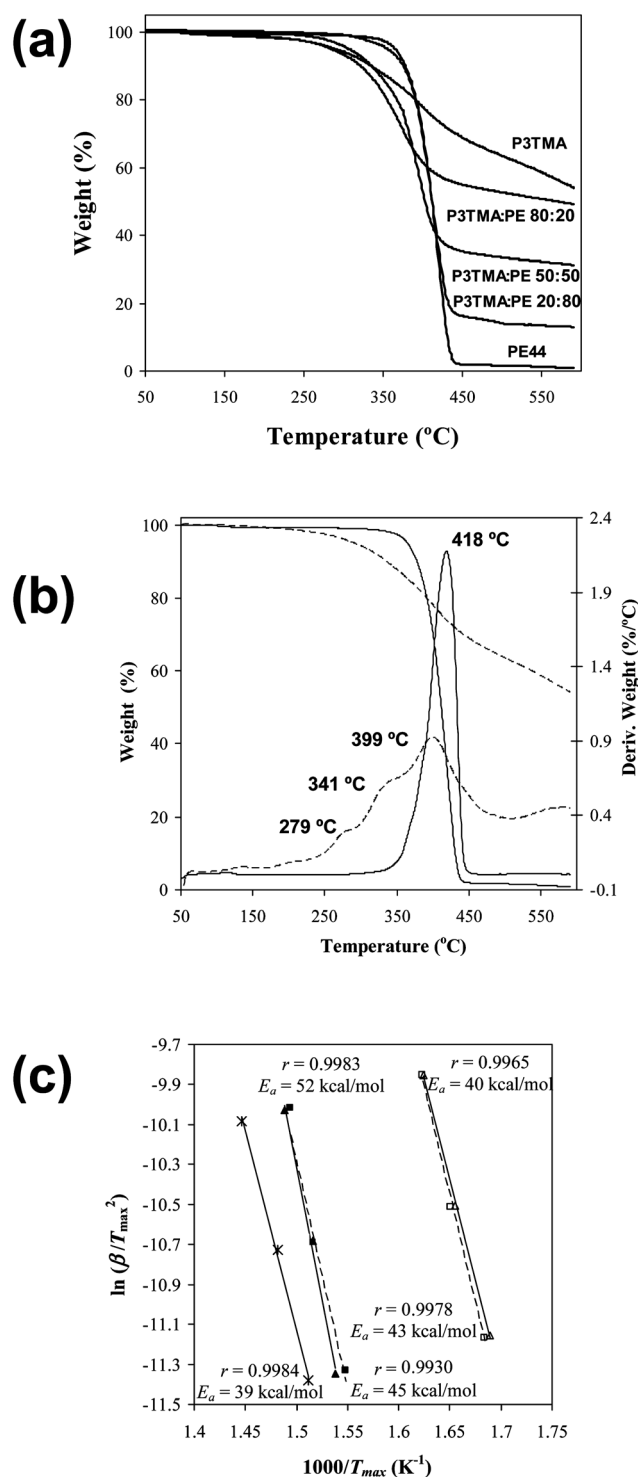 (a)
100
80
60
40
20
0
Weight (%)
P3TMA
P3TMA:PE 80:20
P3TMA:PE 50:50
P3TMA:PE 20:80
PE44
50 150 250 350 450 550
Temperature (ºC)
(b)
100
80
60
40
20
0
Weight (%)
2.4
1.9
1.4
0.9
0.4
-0.1
Deriv. Weight (%/ºC)
418 ºC
399 ºC
341 ºC
279 ºC
50 150 250 350 450 550
Temperature (ºC)
(c)
-9.7
-9.9
-10.1
-10.3
-10.5
-10.7
-10.9
-11.1
-11.3
-11.5
ln (β/Tmax²)
r = 0.9983
Ea = 52 kcal/mol
r = 0.9965
Ea = 40 kcal/mol
r = 0.9978
Ea = 43 kcal/mol
r = 0.9984
Ea = 39 kcal/mol
r = 0.9930
Ea = 45 kcal/mol
1.4 1.45 1.5 1.55 1.6 1.65 1.7 1.75
1000/Tmax (K⁻¹)